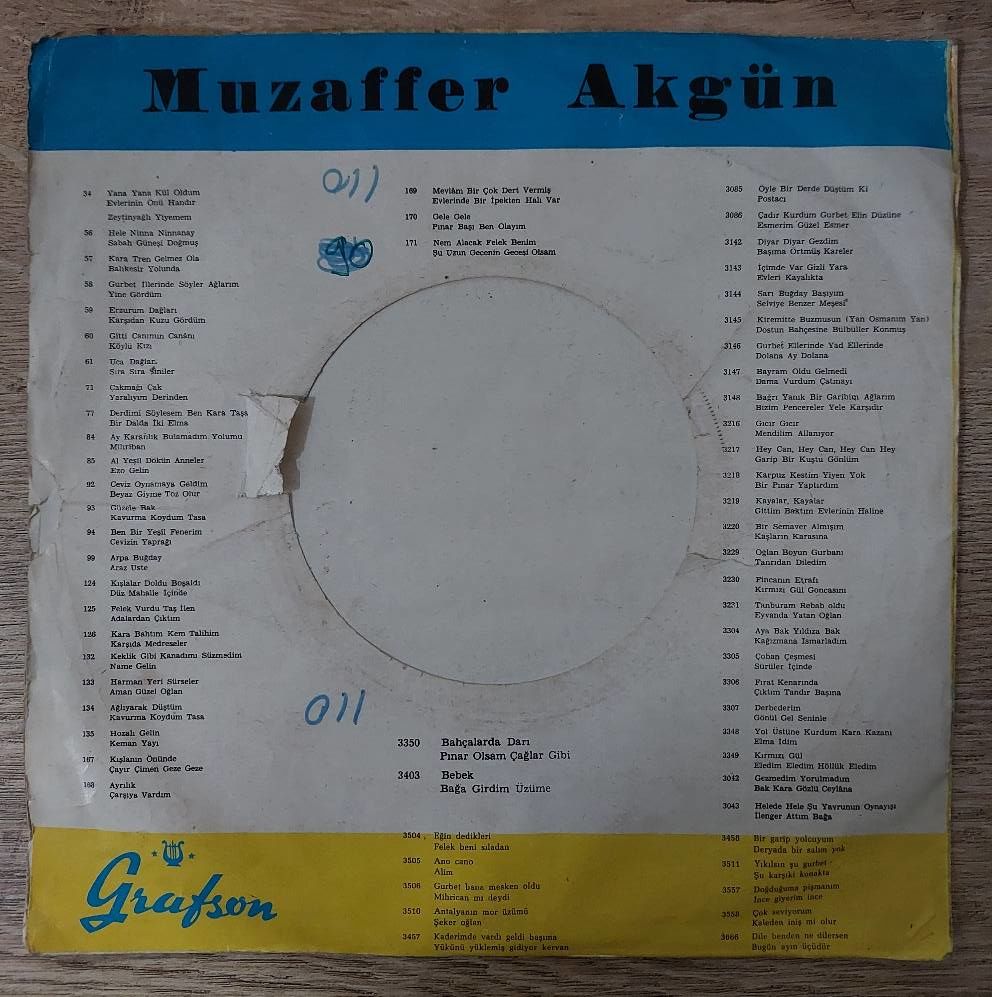 Muzaffer Akgün
34 Yana Yana Kül Oldum
Evlerinin Önü Handır
Zeytinyağlı Yiyemem
56 Hele Ninna Ninnanay
Sabah Güneşi Doğmuş
57 Kara Tren Gelmez Ola
Balıkesir Yolunda
58 Gurbet İllerinde Söyler Ağlarım
Yine Gördüm
59 Erzurum Dağları
Karşıdan Kuzu Gördüm
60 Gitti Canımın Cananı
Köylü Kızı
61 Uca Dağlar
Sıra Sıra Siniler
71 Çakmağı Çak
Yaralıyım Derinden
77 Derdimi Söylesem Ben Kara Taşa
Bir Dalda İki Elma
84 Ay Karanlık Bulamadım Yolumu
Mihriban
85 Al Yeşil Dökün Anneler
Ezo Gelin
92 Ceviz Oynamaya Geldim
Beyaz Giyme Toz Olur
93 Güzele Bak
Kavurma Koydum Tasa
94 Ben Bir Yeşil Fenerim
Cevizin Yaprağı
99 Arpa Buğday
Araz Üste
124 Kışlalar Doldu Boşaldı
Düz Mahalle İçinde
125 Felek Vurdu Taş İlen
Adalardan Çıktım
126 Kara Bahtım Kem Talihim
Karşıda Medreseler
132 Keklik Gibi Kanadımı Süzmedim
Name Gelin
133 Harman Yeri Sürseler
Aman Güzel Oğlan
134 Ağlıyarak Düştüm
Kavurma Koydum Tasa
135 Hozalı Gelin
Keman Yayı
167 Kışlanın Önünde
Çayır Çimen Geze Geze
168 Ayrılık
Çarşıya Vardım
011
169 Mevlâm Bir Çok Dert Vermiş
Evlerinde Bir İpekten Halı Var
170 Gele Gele
Pınar Başı Ben Olayım
171 Nem Alacak Felek Benim
Şu Uzun Gecenin Gecesi Olsam
011
3350 Bahçalarda Darı
Pınar Olsam Çağlar Gibi
3403 Bebek
Bağa Girdim Üzüme
3085 Öyle Bir Derde Düştüm Ki
Postacı
3086 Çadır Kurdum Gurbet Elin Düzüne
Esmerim Güzel Esmer
3142 Diyar Diyar Gezdim
Başıma Örtmüş Kareler
3143 İçimde Var Gizli Yara
Evleri Kayalıkta
3144 Sarı Buğday Başıyım
Selviye Benzer Meşesi
3145 Kiremitte Buzmusun (Yan Osmanım Yan)
Dostun Bahçesine Bülbüller Konmuş
3146 Gurbet Ellerinde Yad Ellerinde
Dolana Ay Dolana
3147 Bayram Oldu Gelmedi
Dama Vurdum Çatmayı
3148 Bağrı Yanık Bir Garibim Ağlarım
Bizim Pencereler Yele Karşıdır
3216 Gıcır Gıcır
Mendilim Allanıyor
3217 Hey Can, Hey Can, Hey Can Hey
Garip Bir Kuştu Gönlüm
3218 Karpuz Kestim Yiyen Yok
Bir Pınar Yaptırdım
3219 Kayalar, Kayalar
Gittim Baktım Evlerinin Haline
3220 Bir Semaver Almışım
Kaşların Karasına
3229 Oğlan Boyun Gurbanı
Tanrıdan Diledim
3230 Fincanın Etrafı
Kırmızı Gül Goncasını
3231 Tanburam Rebab oldu
Eyvanda Yatan Oğlan
3304 Aya Bak Yıldıza Bak
Kağızmana Ismarladım
3305 Çoban Çeşmesi
Sürüler İçinde
3306 Fırat Kenarında
Çıktım Tandır Başına
3307 Derbederim
Gönül Gel Seninle
3348 Yol Üstüne Kurdum Kara Kazanı
Elma İdim
3349 Kırmızı Gül
Eledim Eledim Höllük Eledim
3042 Gezmedim Yorulmadım
Bak Kara Gözlü Ceylâna
3043 Helede Hele Şu Yavrunun Oynayışı
İlenger Attım Bağa
Grafson
3504 Eğin dedikleri
Felek beni sıladan
3505 Ano cano
Alim
3506 Gurbet bana mesken oldu
Mihrican mı deydi
3510 Antalyanın mor üzümü
Şeker oğlan
3457 Kaderimde vardı geldi başıma
Yükünü yüklemiş gidiyor kervan
3458 Bir garip yolcuyum
Deryada bir salım yok
3511 Yıkılsın şu gurbet
Şu karşıki konakta
3557 Doğduğuma pişmanım
İnce giyerim ince
3558 Çok seviyorum
Kaleden iniş mi olur
3666 Dile benden ne dilersen
Bugün ayın üçüdür